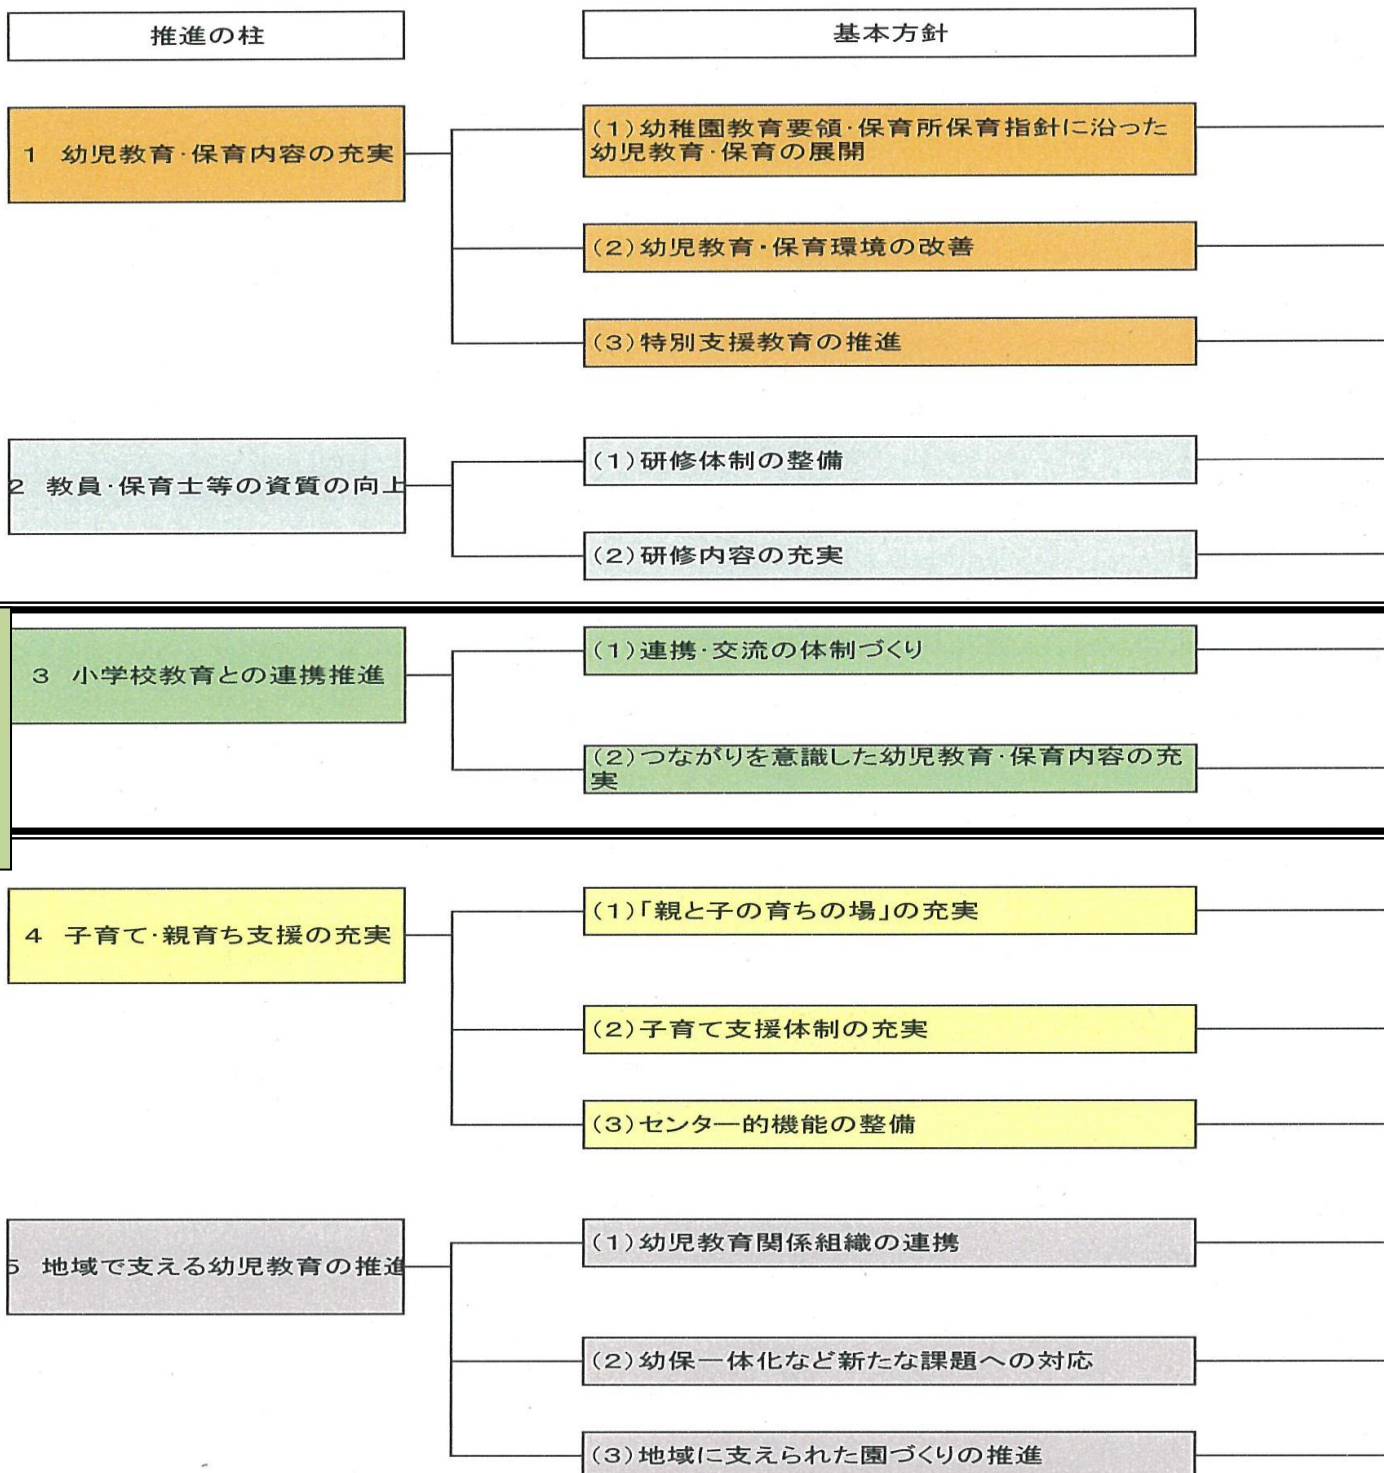 推進の柱
基本方針
1 幼児教育・保育内容の充実
(1)幼稚園教育要領・保育所保育指針に沿った
幼児教育・保育の展開
(2)幼児教育・保育環境の改善
(3)特別支援教育の推進
2 教員・保育士等の資質の向上
(1)研修体制の整備
(2)研修内容の充実
3 小学校教育との連携推進
(1)連携・交流の体制づくり
(2)つながりを意識した幼児教育・保育内容の充
実
4 子育て・親育ち支援の充実
(1)「親と子の育ちの場」の充実
(2)子育て支援体制の充実
(3)センター的機能の整備
5 地域で支える幼児教育の推進
(1)幼児教育関係組織の連携
(2)幼保一体化など新たな課題への対応
(3)地域に支えられた園づくりの推進